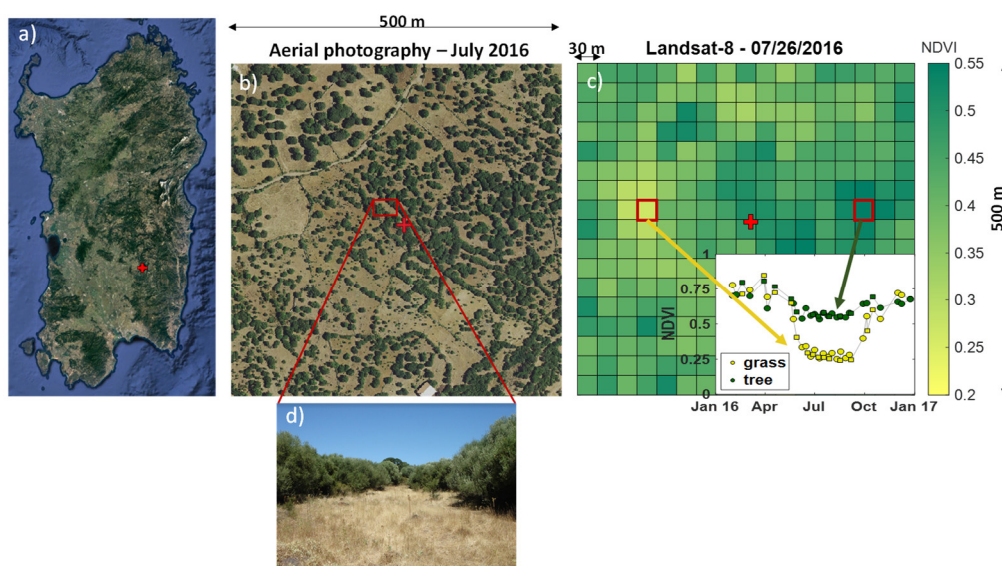 500 m
a)
Aerial photography – July 2016
b)
30 m
Landsat-8 - 07/26/2016
NDVI
c)
0.55
0.5
0.45
0.4
0.35
0.3
0.25
0.2
500 m
1
0.75
0.5
0.25
0
NDVI
grass
tree
Jan 16 Apr Jul Oct Jan 17
d)